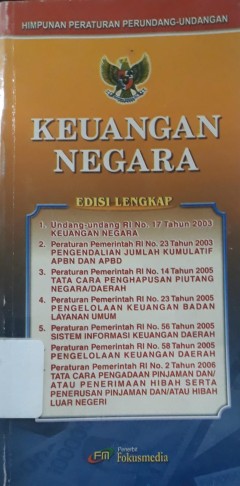 HIMPUNAN PERATURAN PERUNDANG-UNDANGAN
KEUANGAN
NEGARA
EDISI LENGKAP
1. Undang-undang RI No. 17 Tahun 2003
KEUANGAN NEGARA
2. Peraturan Pemerintah RI No. 23 Tahun 2003
PENGENDALIAN JUMLAH KUMULATIF
APBN DAN APBD
3. Peraturan Pemerintah RI No. 14 Tahun 2005
TATA CARA PENGHAPUSAN PIUTANG
NEGARA/DAERAH
4. Peraturan Pemerintah RI No. 23 Tahun 2005
PENGELOLAAN KEUANGAN BADAN
LAYANAN UMUM
5. Peraturan Pemerintah RI No. 56 Tahun 2005
SISTEM INFORMASI KEUANGAN DAERAH
Peraturan Pemerintah RI No. 58 Tahun 2005
PENGELOLAAN KEUANGAN DAERAH
Peraturan Pemerintah RI No. 2 Tahun 2006
TATA CARA PENGADAAN PINJAMAN DAN/
ATAU PENERIMAAN HIBAH SERTA
PENERUSAN PINJAMAN DAN/ATAU HIBAH
LUAR NEGERI
FM Penerbit
Fokusmedia